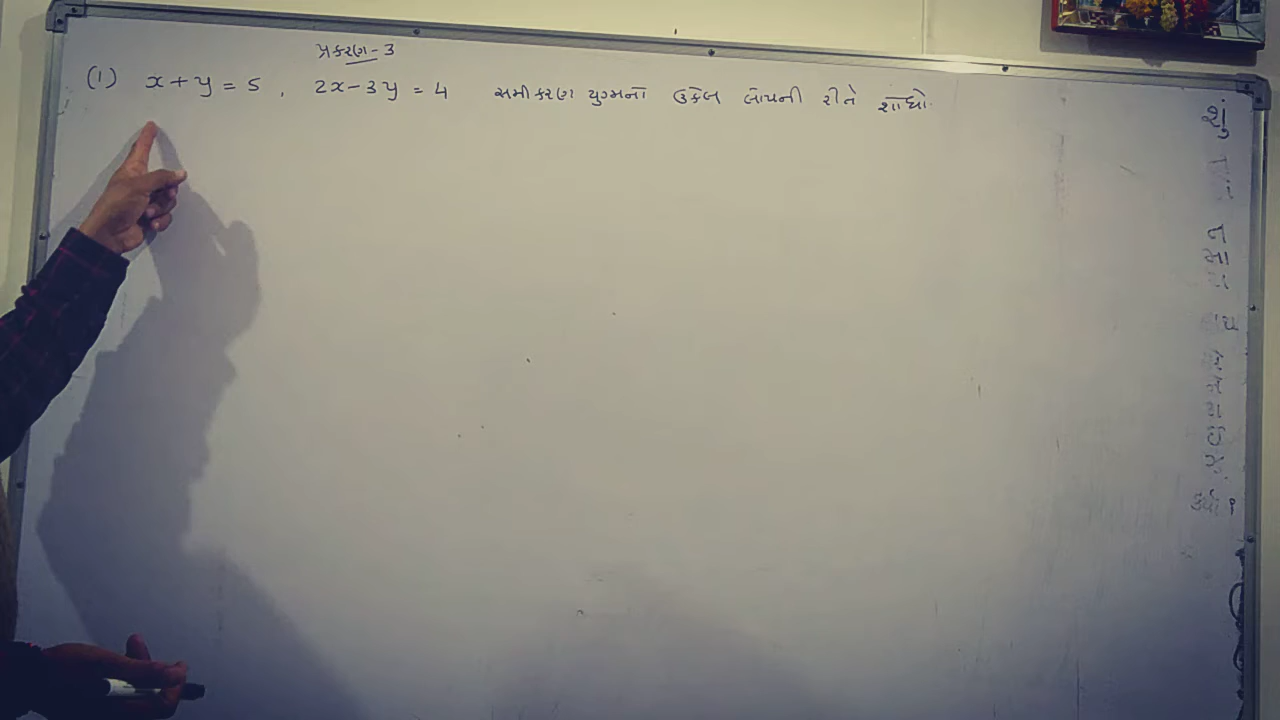 પ્રકરણ-3
(1) x+y = 5 , 2x-3y = 4 સમીકરણ યુગ્મનો ઉકેલ લોપની રીતે શોધો.